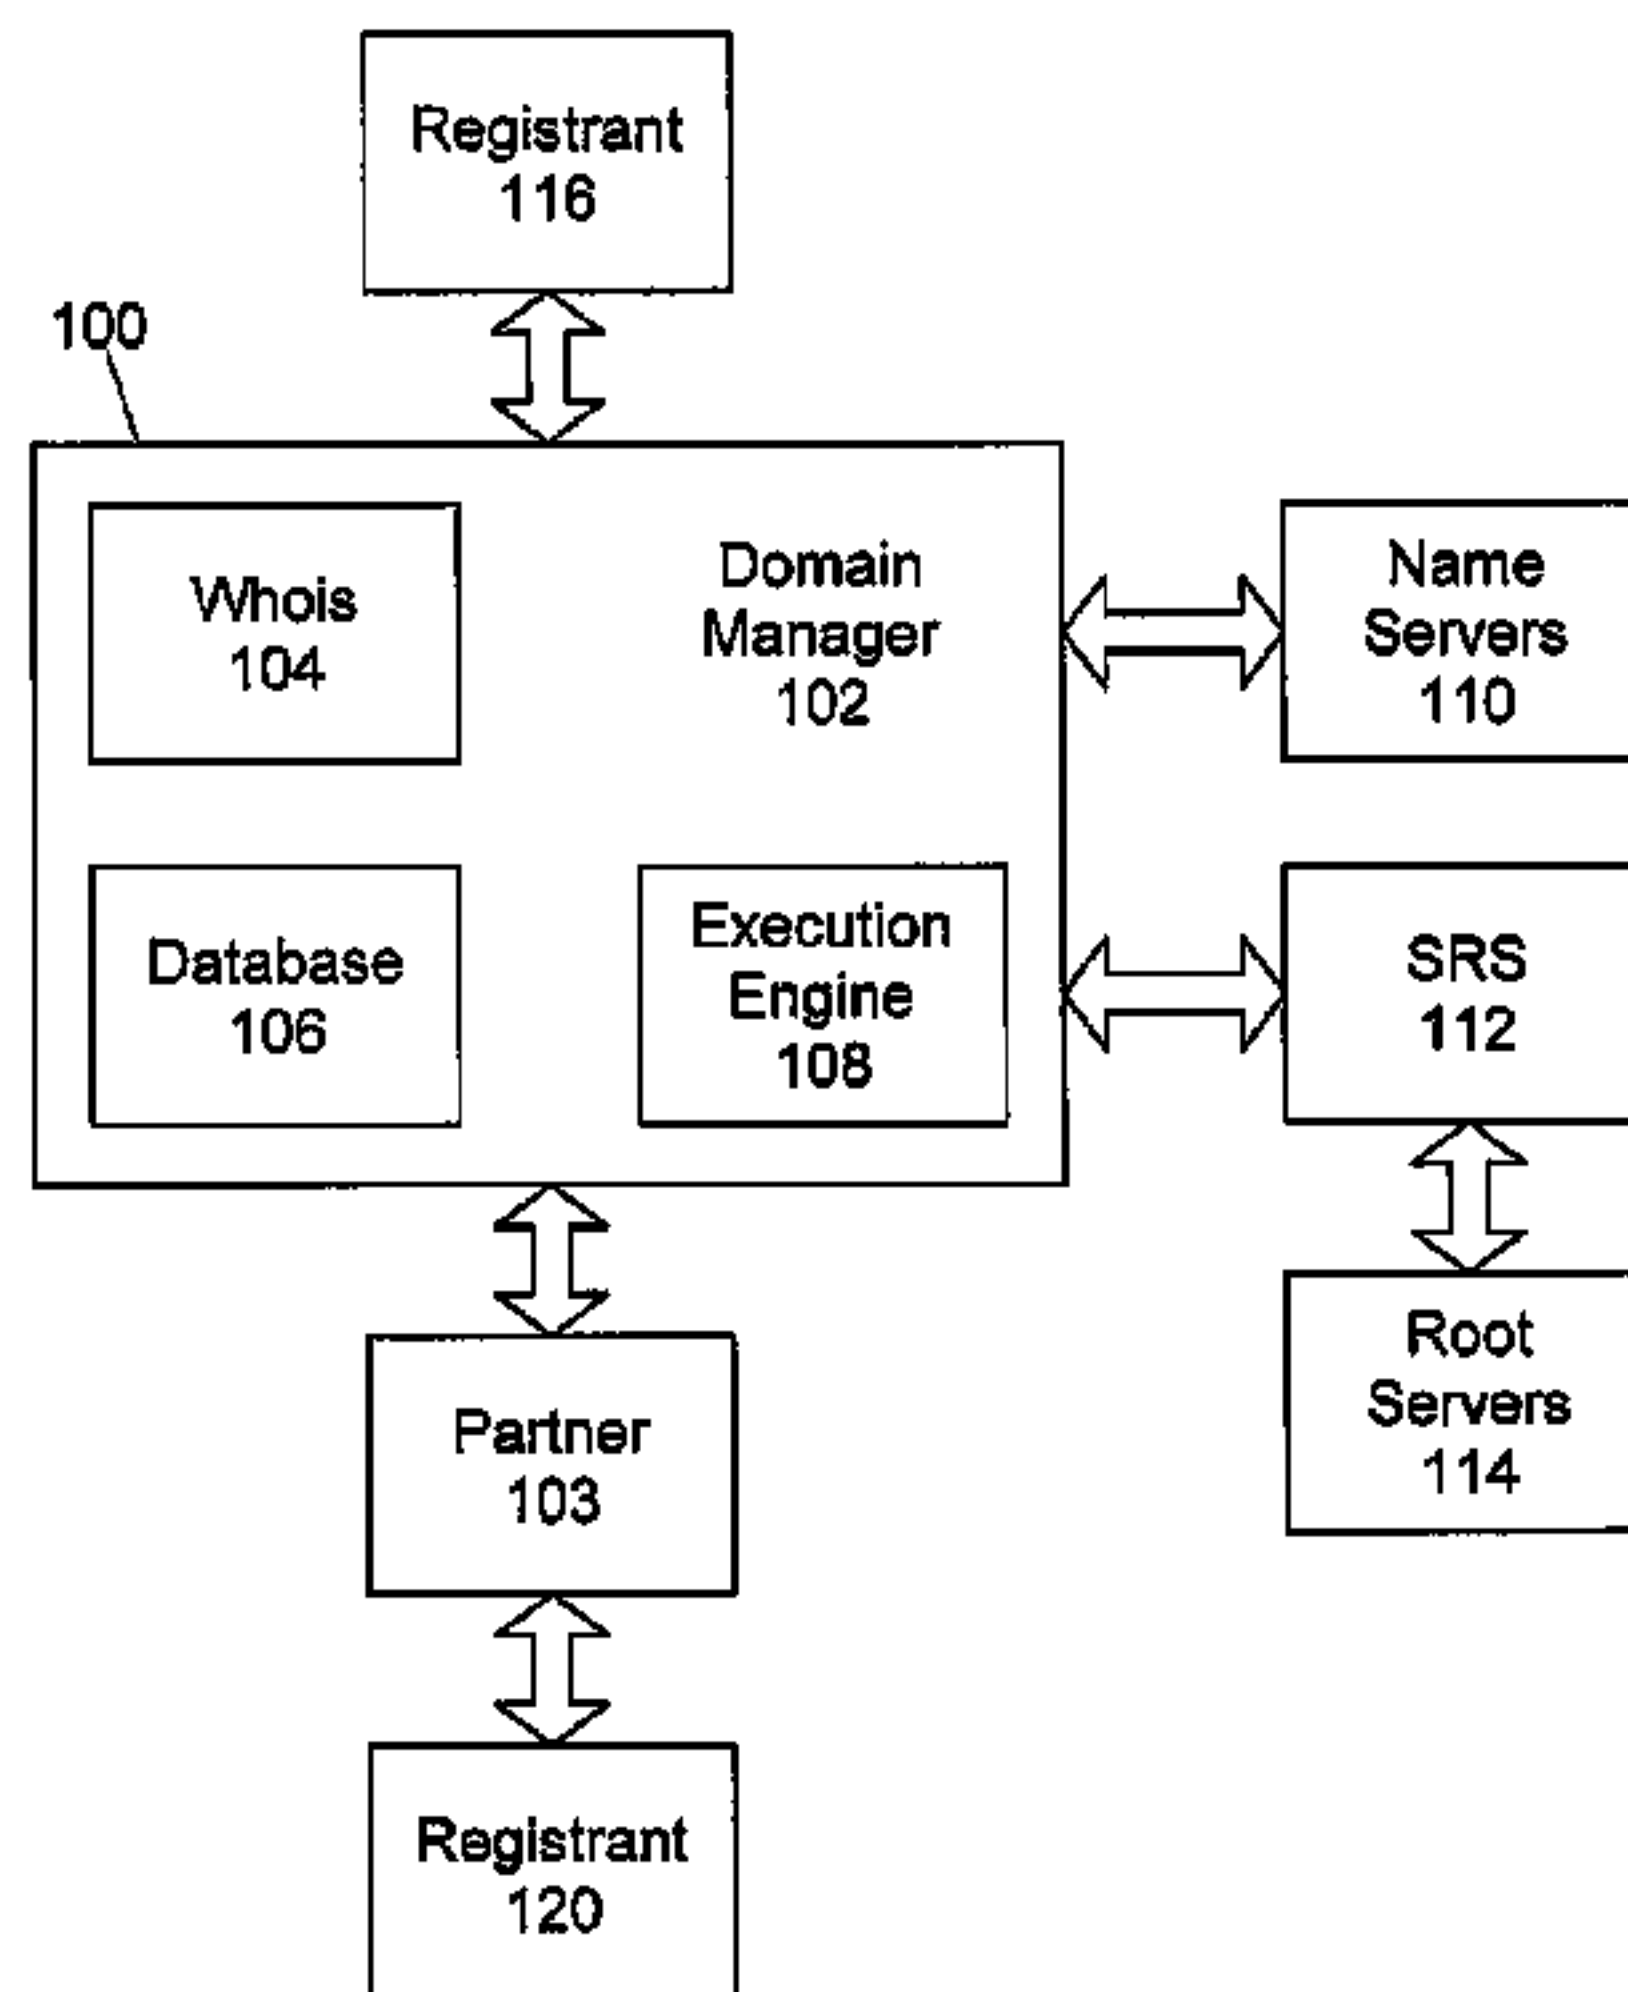 Registrant
116
100
Whois
104
Domain
Manager
102
Name
Servers
110
Database
106
Execution
Engine
108
SRS
112
Root
Servers
114
Partner
103
Registrant
120